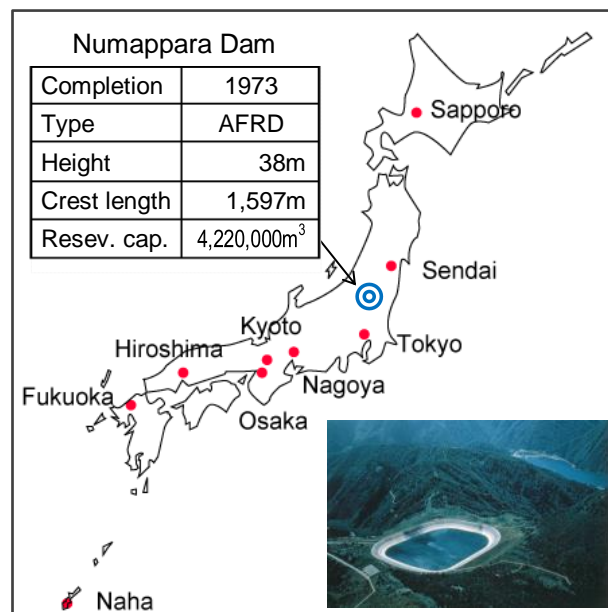 Numappara Dam
Completion 1973
Type AFRD
Height 38m
Crest length 1,597m
Resev. cap. 4,220,000m³
Sapporo
Sendai
Kyoto
Hiroshima
Tokyo
Nagoya
Fukuoka
Osaka
Naha